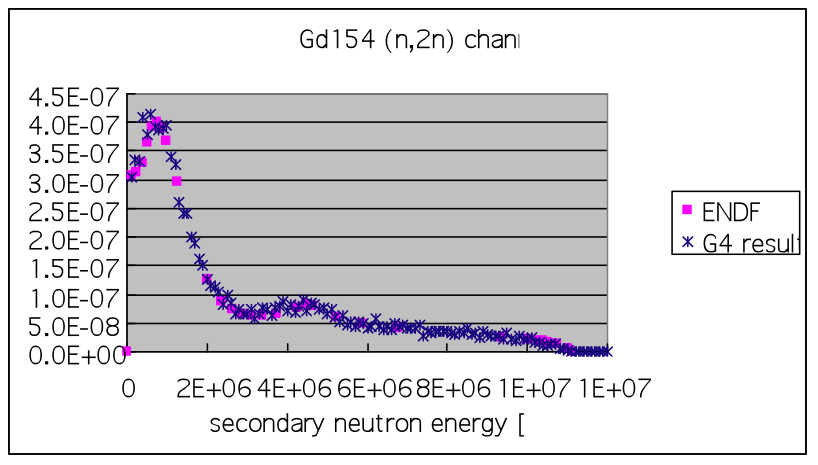 Gd154 (n,2n) chan
4.5E-07
4.0E-07
3.5E-07
3.0E-07
2.5E-07
2.0E-07
1.5E-07
1.0E-07
5.0E-08
0.0E+00
0 2E+06 4E+06 6E+06 8E+06 1E+07 1E+07
secondary neutron energy [
ENDF
G4 result